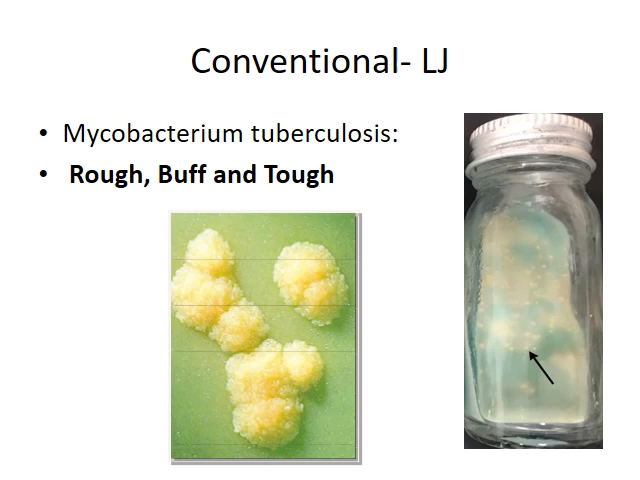 Conventional- LJ
• Mycobacterium tuberculosis:
• Rough, Buff and Tough